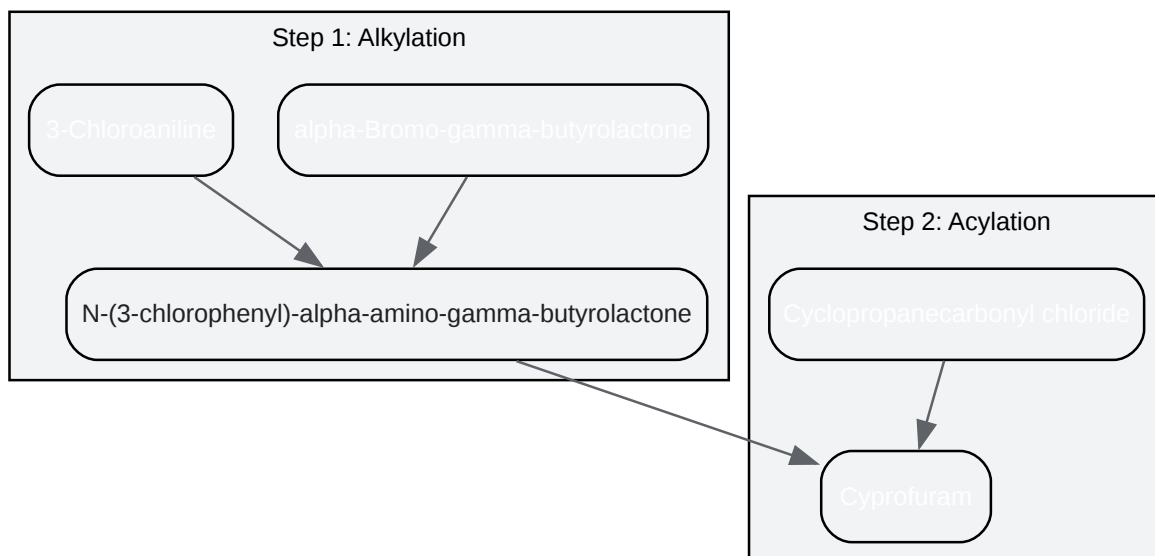 Step 1: Alkylation
3-Chloroaniline
alpha-Bromo-gamma-butyrolactone
N-(3-chlorophenyl)-alpha-amino-gamma-butyrolactone
Step 2: Acylation
Cyclopropanecarbonyl chloride
Cyprofuram